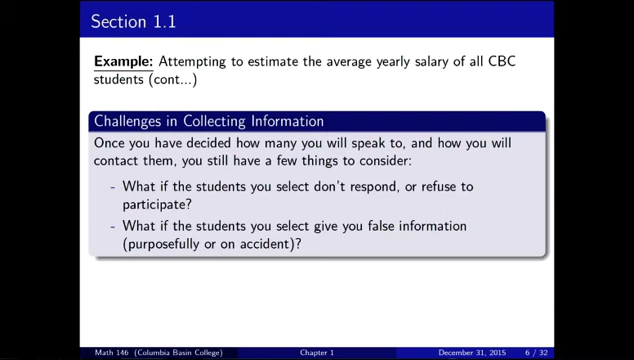 Section 1.1
Example: Attempting to estimate the average yearly salary of all CBC
students (cont...)
Challenges in Collecting Information
Once you have decided how many you will speak to, and how you will
contact them, you still have a few things to consider:
- What if the students you select don't respond, or refuse to
participate?
- What if the students you select give you false information
(purposefully or on accident)?
Math 146 (Columbia Basin College) Chapter 1 December 31, 2015 6 / 32